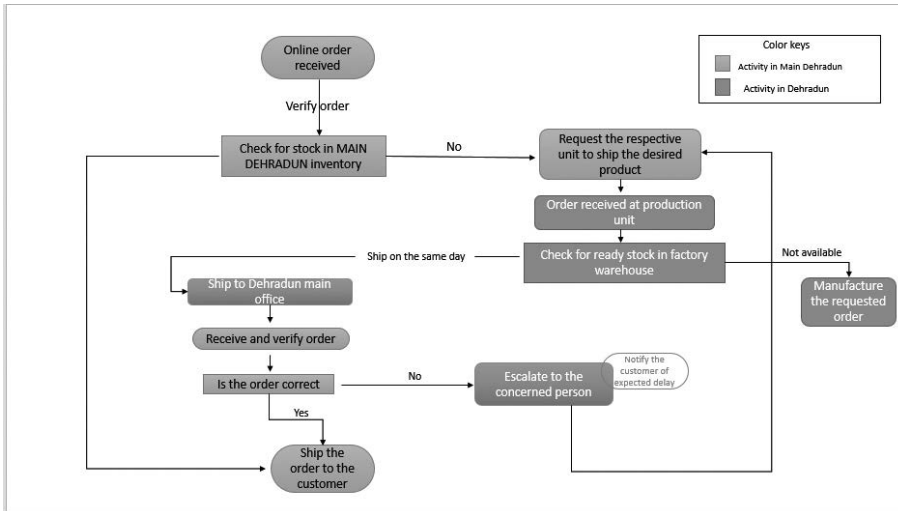 Color keys
Activity in Main Dehradun
Activity in Dehradun
Online order
received
Verify order
Check for stock in MAIN
DEHRADUN inventory
No
Request the respective
unit to ship the desired
product
Order received at production
unit
Check for ready stock in factory
warehouse
Ship on the same day
Not available
Manufacture
the requested
order
Ship to Dehradun main
office
Receive and verify order
Is the order correct
No
Escalate to the
concerned person
Notify the
customer of
expected delay
Yes
Ship the
order to the
customer